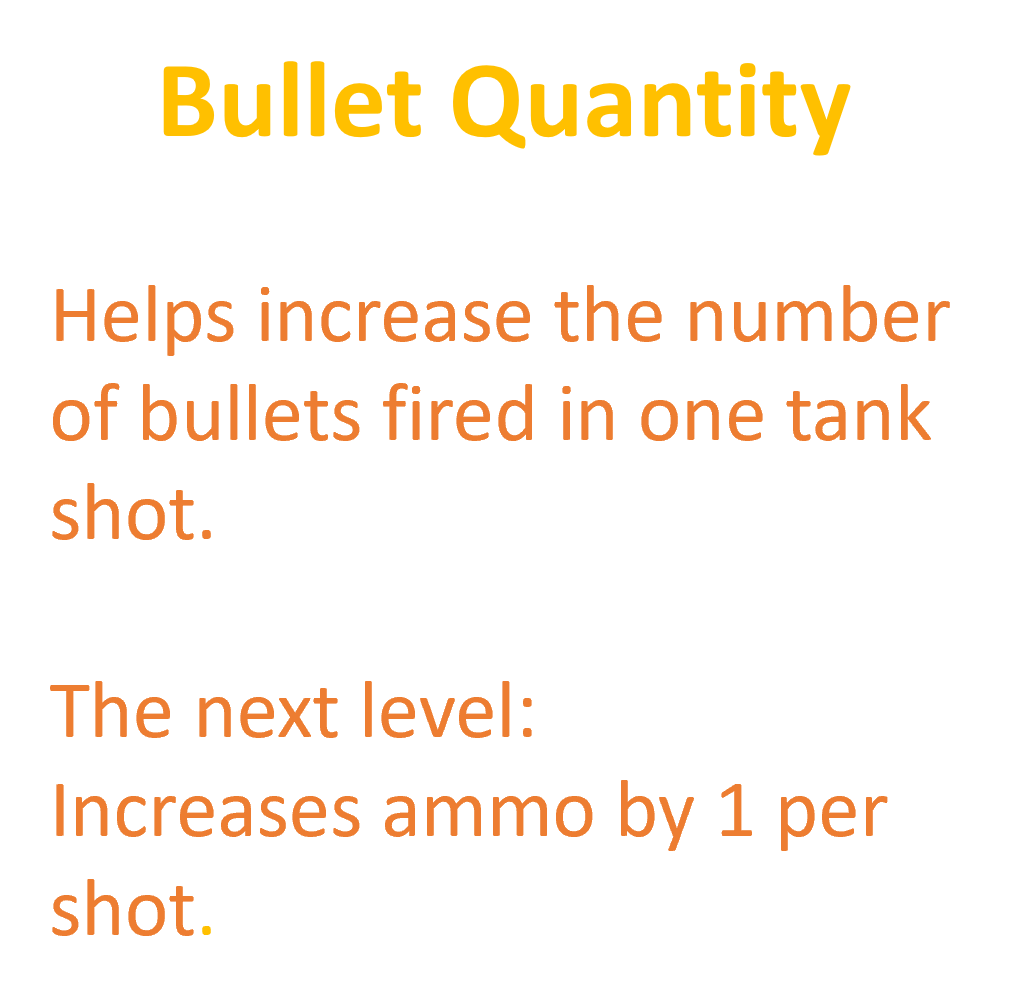 Bullet Quantity
Helps increase the number
of bullets fired in one tank
shot.
The next level:
Increases ammo by 1 per
shot.